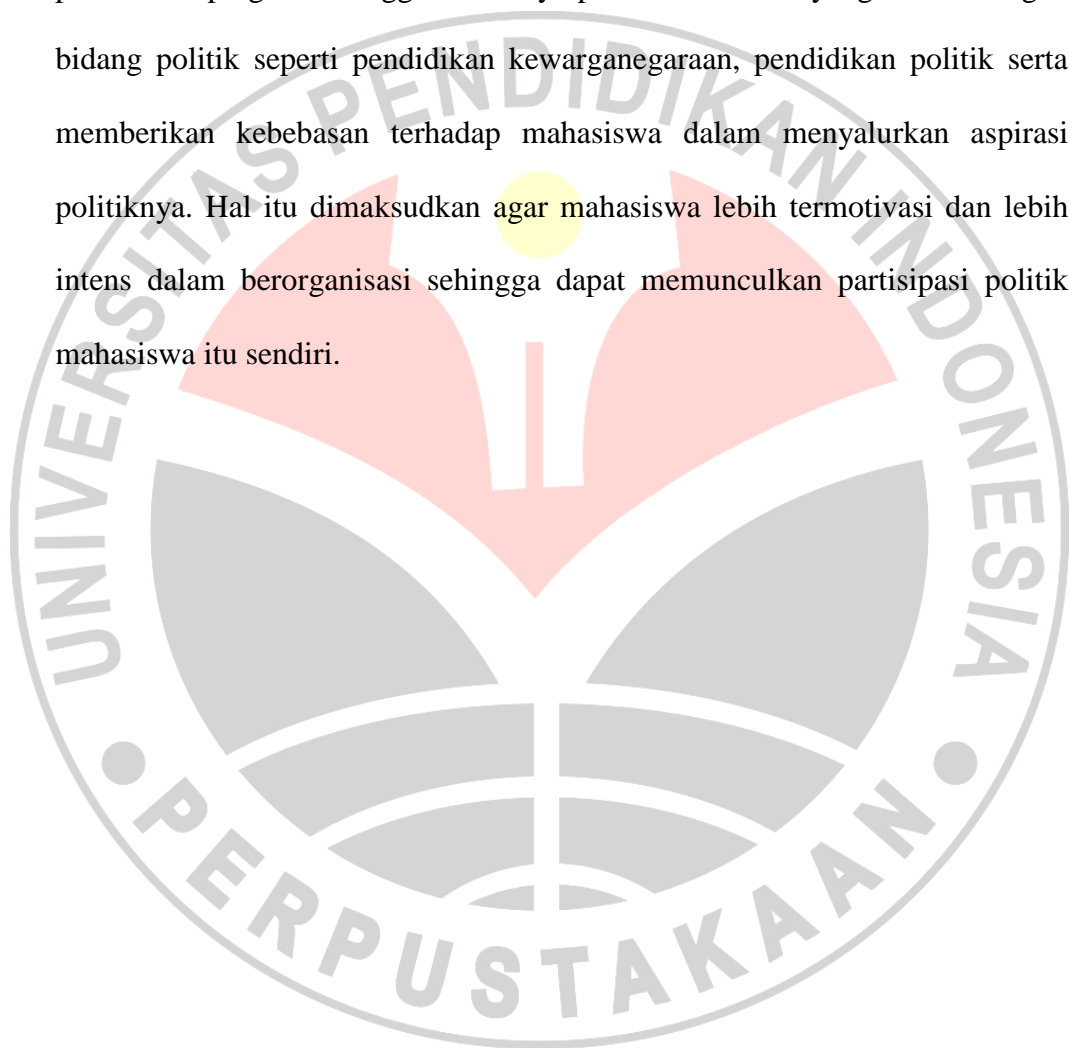 bidang politik seperti pendidikan kewarganegaraan, pendidikan politik serta
memberikan kebebasan terhadap mahasiswa dalam menyalurkan aspirasi
politiknya. Hal itu dimaksudkan agar mahasiswa lebih termotivasi dan lebih
intens dalam berorganisasi sehingga dapat memunculkan partisipasi politik
mahasiswa itu sendiri.
UNIVERSITAS PENDIDIKAN INDONESIA
PERPUSTAKAAN